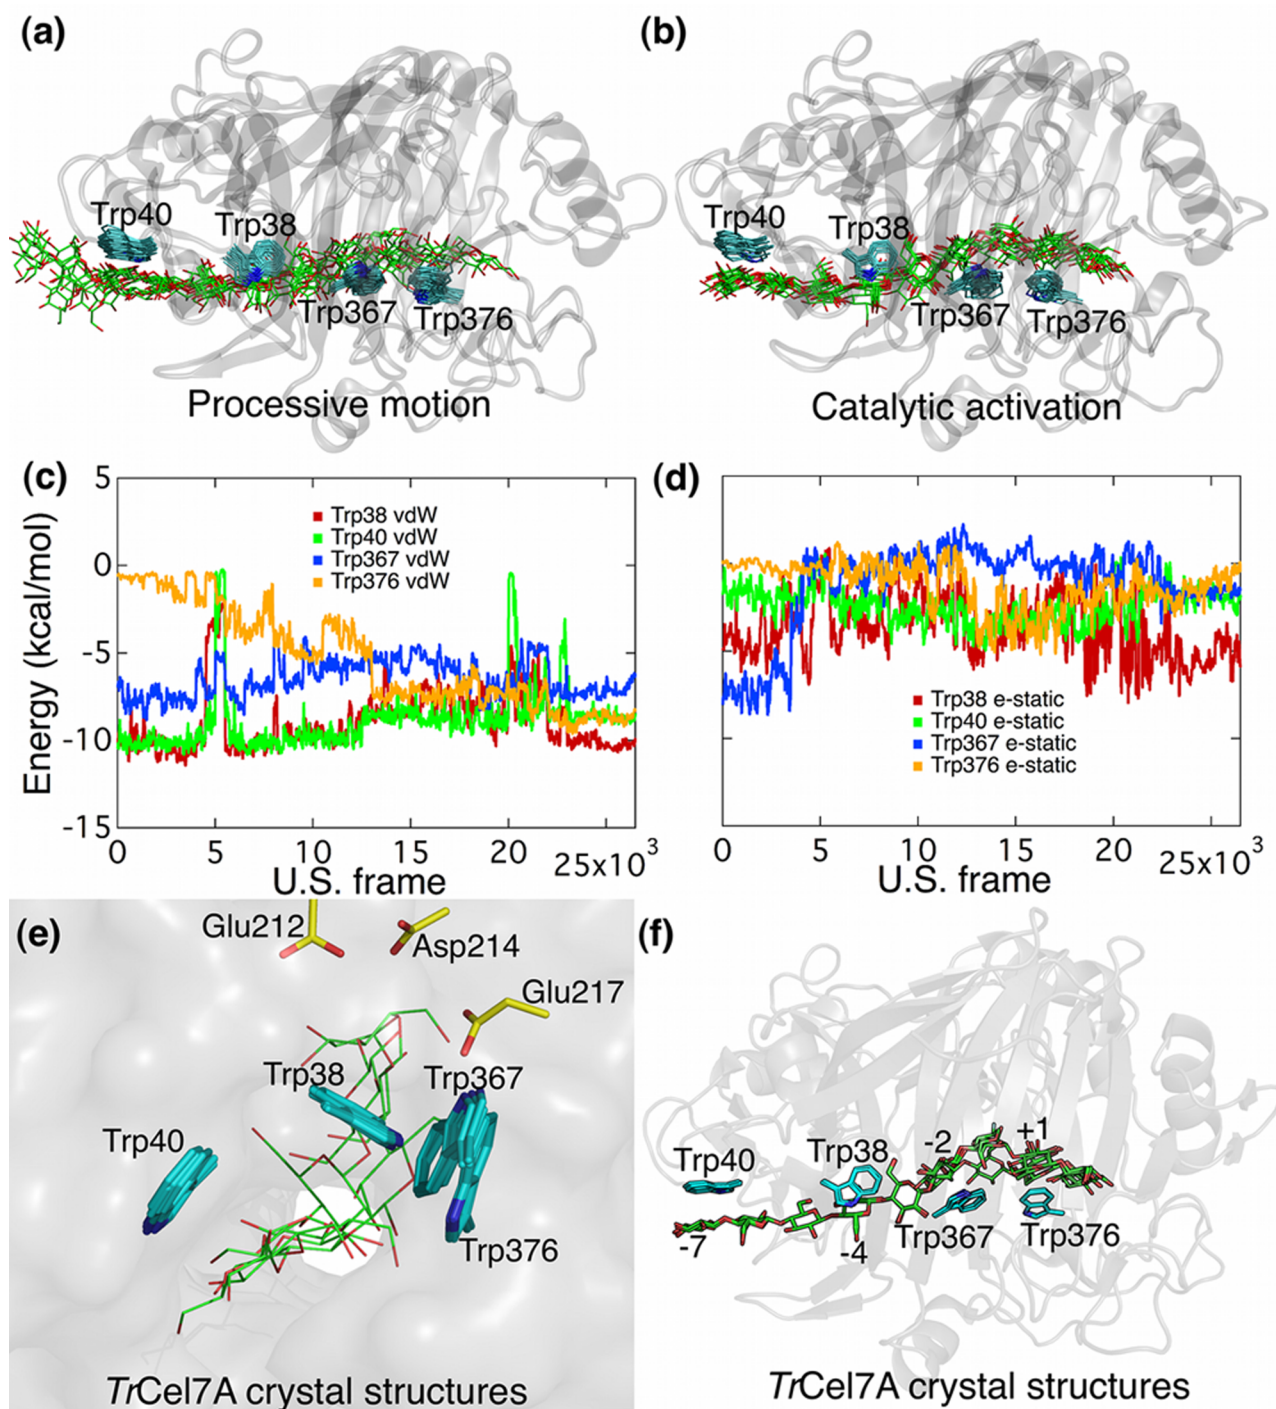 (a)
(b)
Trp40
Trp38
Trp367
Trp376
Processive motion
Trp40
Trp38
Trp367
Trp376
Catalytic activation
(c)
Energy (kcal/mol)
5
0
-5
-10
-15
Trp38 vdW
Trp40 vdW
Trp367 vdW
Trp376 vdW
0
5
10
15
20
25x10³
U.S. frame
(d)
Trp38 e-static
Trp40 e-static
Trp367 e-static
Trp376 e-static
0
5
10
15
20
25x10³
U.S. frame
(e)
Glu212
Asp214
Glu217
Trp38
Trp367
Trp40
Trp376
TrCel7A crystal structures
(f)
-2
+1
Trp40
Trp38
-7
-4
Trp367
Trp376
TrCel7A crystal structures